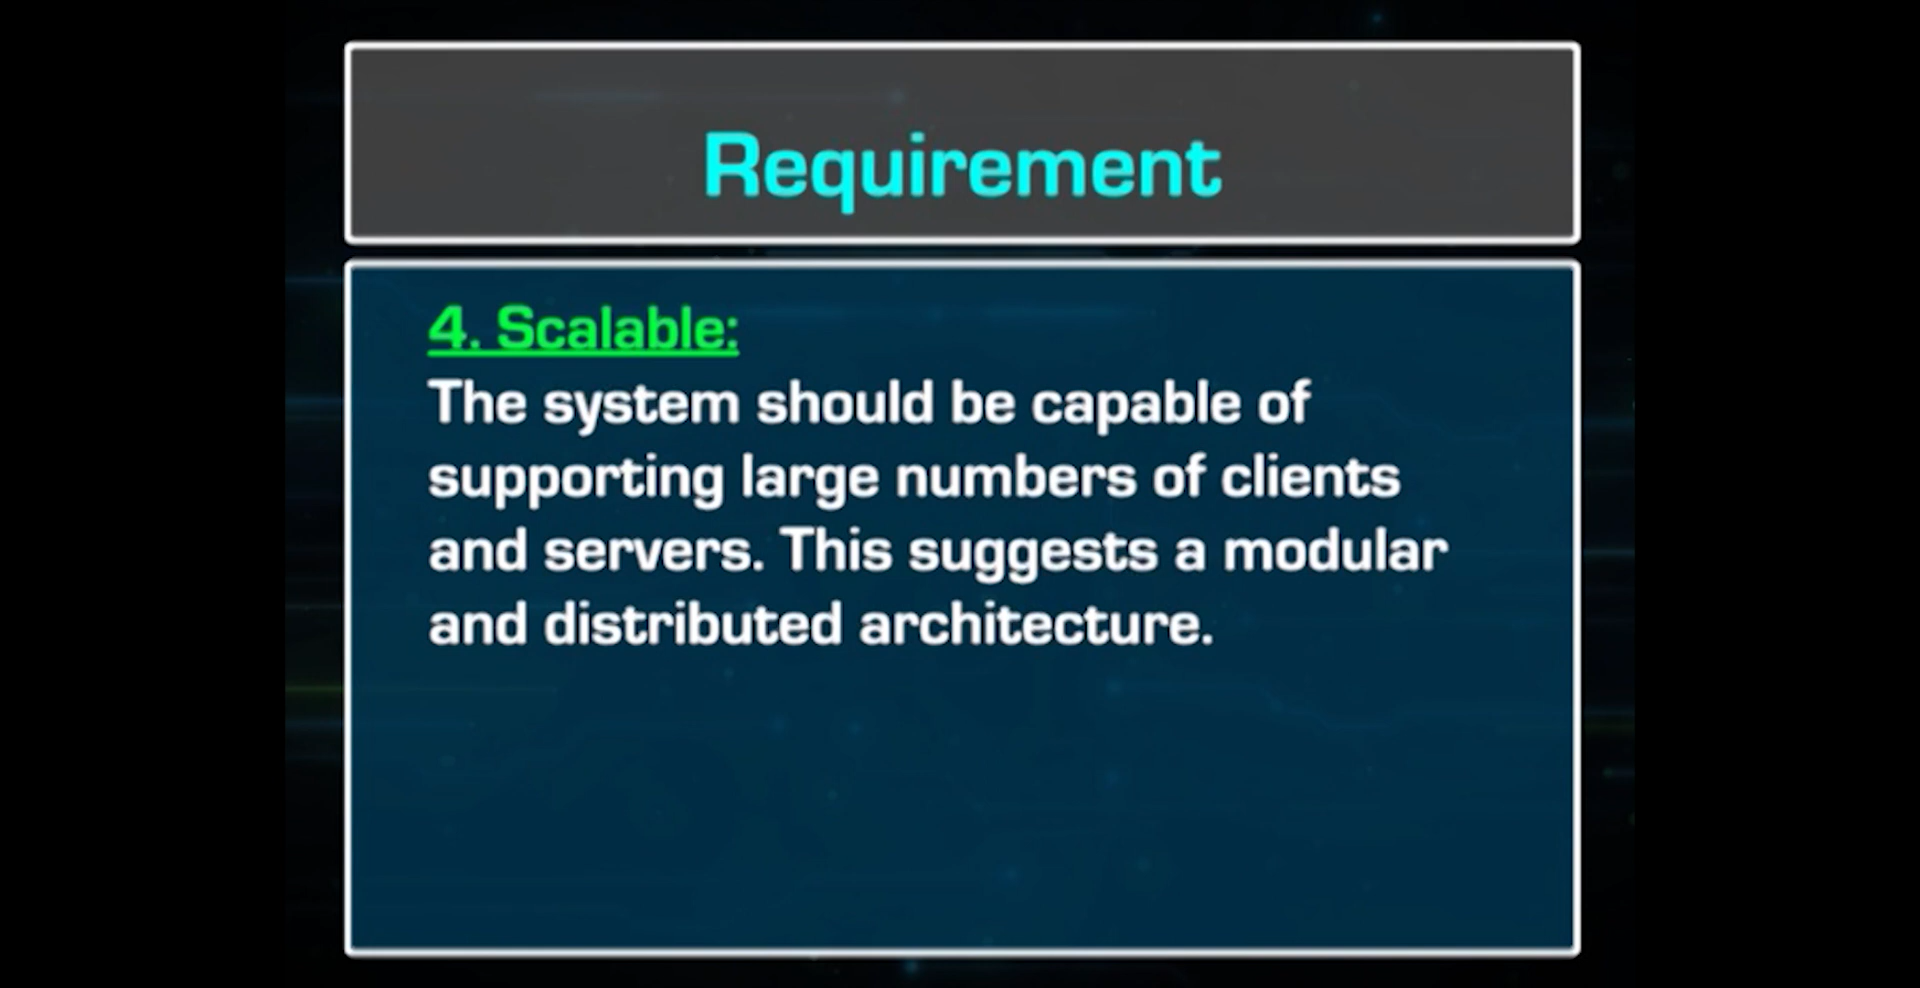 Requirement
4. Scalable:
The system should be capable of
supporting large numbers of clients
and servers. This suggests a modular
and distributed architecture.